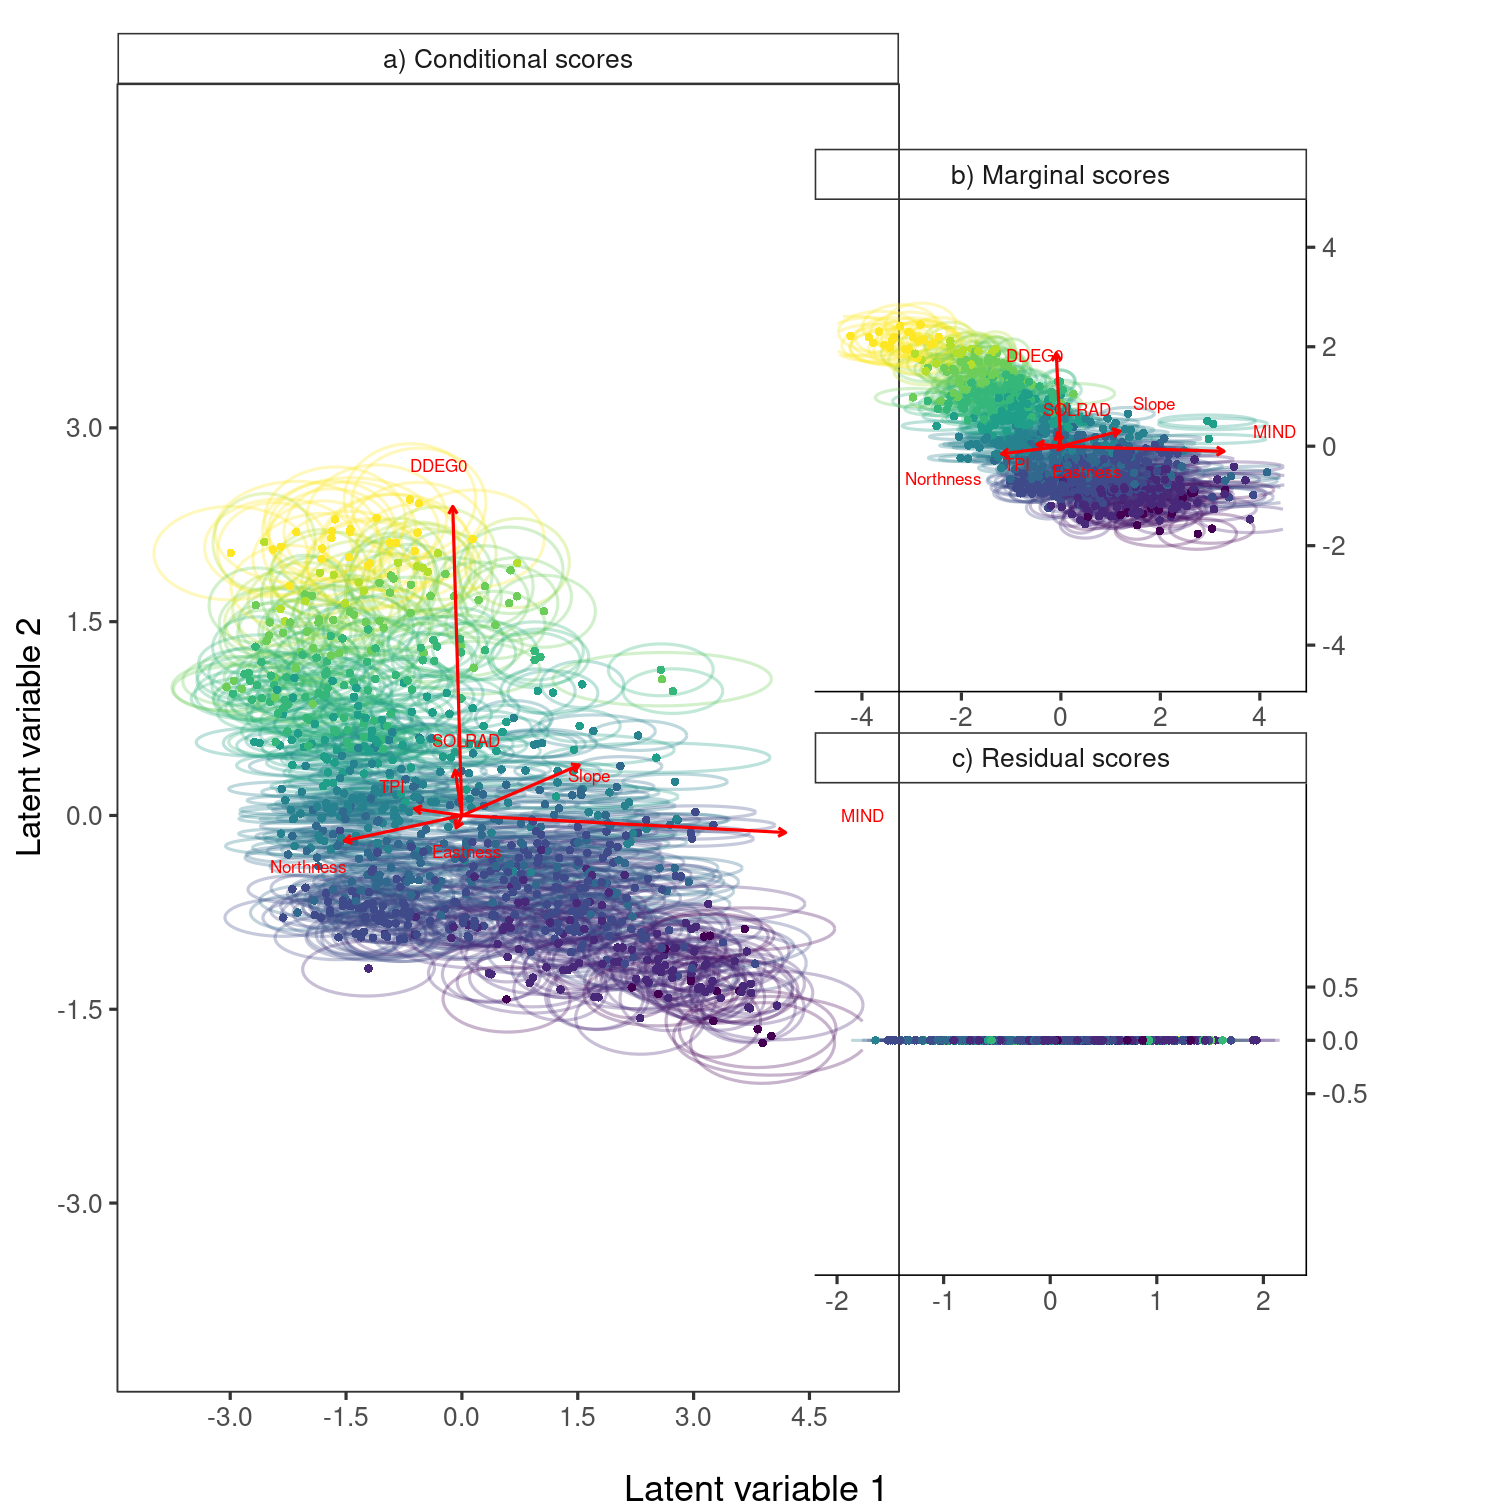 a) Conditional scores
b) Marginal scores
4
2
0
-2
-4
DDEG0
SOLRAD
Slope
MIND
TPI
Eastness
Northness
-4 -2 0 2 4
c) Residual scores
0.5
0.0
-0.5
-2 -1 0 1 2
Latent variable 2
3.0
1.5
0.0
-1.5
-3.0
DDEG0
SOLRAD
TPI
Slope
MIND
Eastness
Northness
-3.0 -1.5 0.0 1.5 3.0 4.5
Latent variable 1